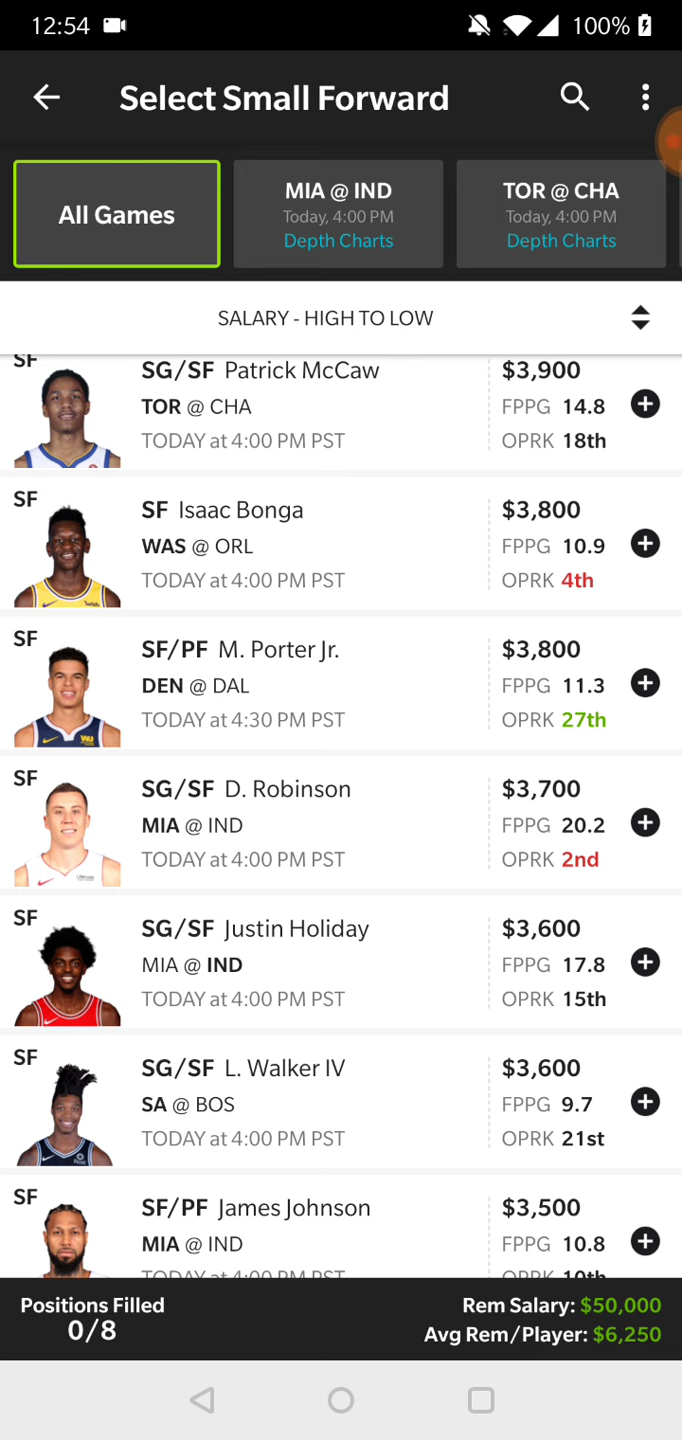 12:54
100%
Select Small Forward
All Games
MIA @ IND
Today, 4:00 PM
Depth Charts
TOR @ CHA
Today, 4:00 PM
Depth Charts
SALARY - HIGH TO LOW
SF
SG/SF Patrick McCaw
$3,900
TOR @ CHA
FPPG 14.8
TODAY at 4:00 PM PST
OPRK 18th
SF
SF Isaac Bonga
$3,800
WAS @ ORL
FPPG 10.9
TODAY at 4:00 PM PST
OPRK 4th
SF
SF/PF M. Porter Jr.
$3,800
DEN @ DAL
FPPG 11.3
TODAY at 4:30 PM PST
OPRK 27th
SF
SG/SF D. Robinson
$3,700
MIA @ IND
FPPG 20.2
TODAY at 4:00 PM PST
OPRK 2nd
SF
SG/SF Justin Holiday
$3,600
MIA @ IND
FPPG 17.8
TODAY at 4:00 PM PST
OPRK 15th
SF
SG/SF L. Walker IV
$3,600
SA @ BOS
FPPG 9.7
TODAY at 4:00 PM PST
OPRK 21st
SF
SF/PF James Johnson
$3,500
MIA @ IND
FPPG 10.8
TODAY at 4:00 PM PST
OPRK 10th
Positions Filled
0/8
Rem Salary: $50,000
Avg Rem/Player: $6,250